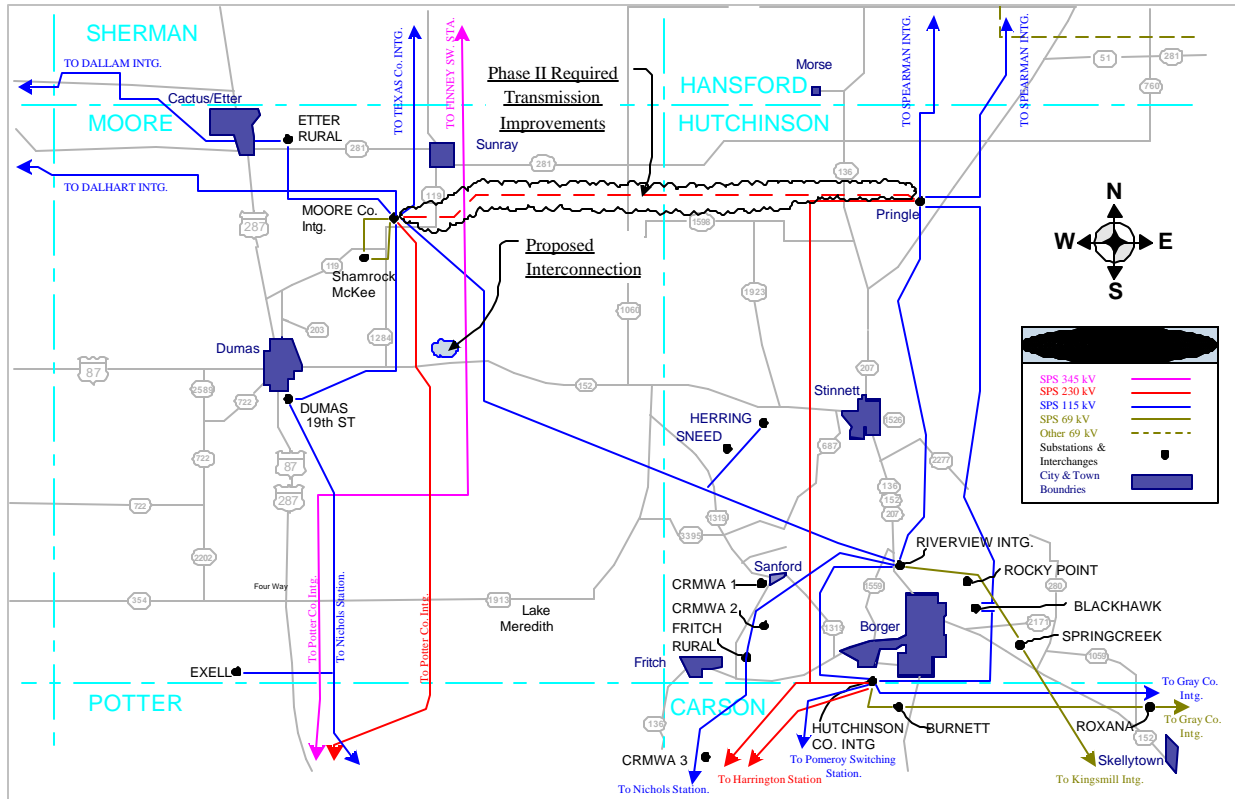 SHERMAN
TO DALLAM INTG.
Cactus/Etter
MOORE
ETTER
RURAL
281
TO DALHART INTG.
TO TEXAS Co. INTG.
TO FINNEY SW. STA.
Sunray
281
119
Phase II Required
Transmission
Improvements
HANSFORD
Morse
HUTCHINSON
TO SPEARMAN INTG.
TO SPEARMAN INTG.
51
281
760
136
MOORE Co.
Intg.
287
119
Shamrock
McKee
Proposed
Interconnection
1598
Pringle
N
W
E
S
203
1284
1060
1923
Dumas
87
2589
722
152
207
DUMAS
19th ST
HERRING
SNEED
Stinnett
1526
687
2277
SPS 345 kV
SPS 230 kV
SPS 115 kV
SPS 69 kV
Other 69 kV
Substations &
Interchanges
City & Town
Boundries
722
87
287
722
136
152
207
1319
3395
2202
RIVERVIEW INTG.
Four Way
354
1913
Lake
Meredith
Sanford
CRMWA 1
CRMWA 2
FRITCH
RURAL
1559
ROCKY POINT
280
BLACKHAWK
2171
1319
Borger
SPRINGCREEK
1059
To Potter Co. Intg.
To Nichols Station.
To Potter Co. Intg.
EXELL
Fritch
POTTER
CARSON
136
To Gray Co.
Intg.
To Gray Co.
Intg.
HUTCHINSON
CO. INTG
BURNETT
ROXANA
152
Skellytown
CRMWA 3
To Nichols Station.
To Harrington Station
To Pomeroy Switching
Station.
To Kingsmill Intg.